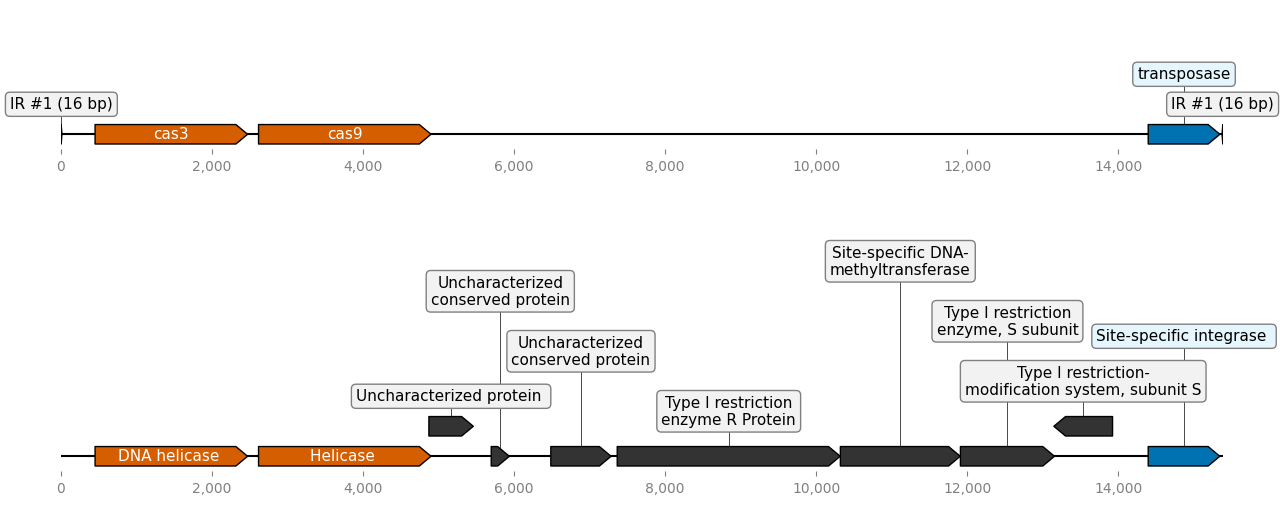 transposase
IR #1 (16 bp)
IR #1 (16 bp)
cas3
cas9
0
2,000
4,000
6,000
8,000
10,000
12,000
14,000
Site-specific DNA-
methyltransferase
Uncharacterized
conserved protein
Type I restriction
enzyme, S subunit
Site-specific integrase
Uncharacterized
conserved protein
Type I restriction-
modification system, subunit S
Uncharacterized protein
Type I restriction
enzyme R Protein
DNA helicase
Helicase
0
2,000
4,000
6,000
8,000
10,000
12,000
14,000